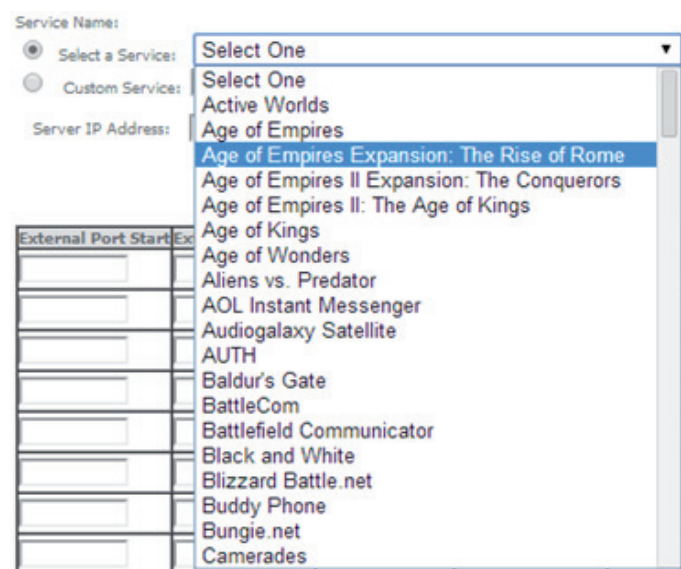 Service Name:
Select a Service: Select One
Custom Service:
Server IP Address:
Select One
Active Worlds
Age of Empires
Age of Empires Expansion: The Rise of Rome
Age of Empires II Expansion: The Conquerors
Age of Empires II: The Age of Kings
Age of Kings
Age of Wonders
Aliens vs. Predator
AOL Instant Messenger
Audiogalaxy Satellite
AUTH
Baldur's Gate
BattleCom
Battlefield Communicator
Black and White
Blizzard Battle.net
Buddy Phone
Bungie.net
Camerades
External Port Start